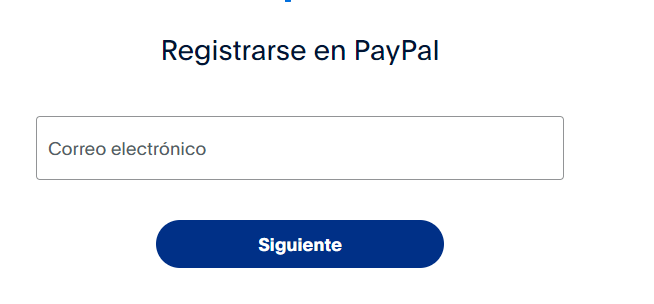 Registrarse en PayPal
Correo electrónico
Siguiente